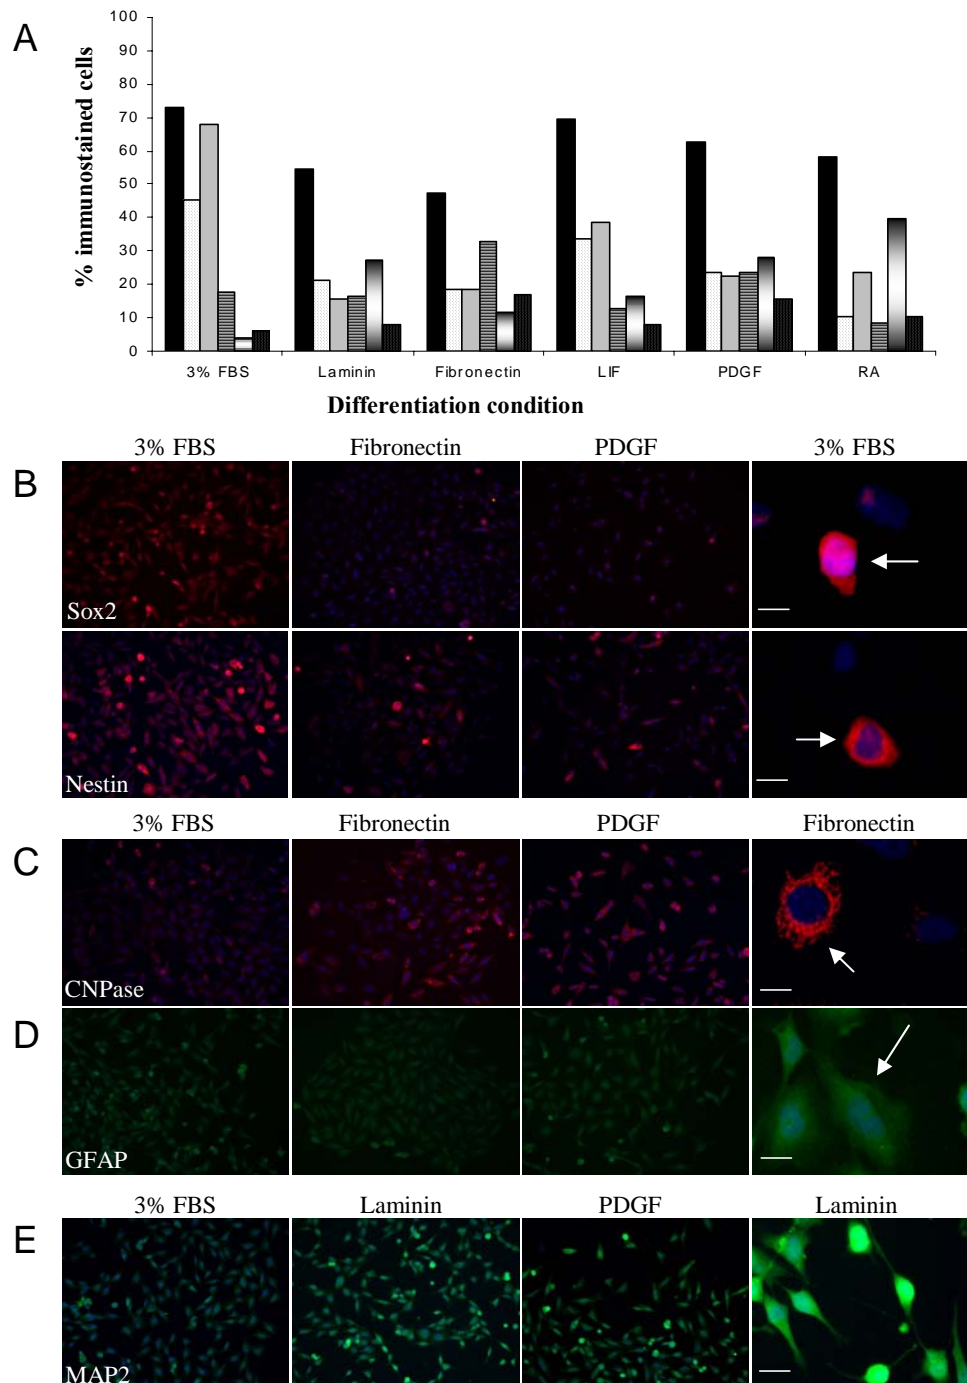 A
100
90
80
70
60
50
40
30
20
10
0
% immunostained cells
3% FBS Laminin Fibronectin LIF PDGF RA
Differentiation condition
3% FBS Fibronectin PDGF 3% FBS
B
Sox2
Nestin
3% FBS Fibronectin PDGF Fibronectin
C
CNPase
D
GFAP
3% FBS Laminin PDGF Laminin
E
MAP2